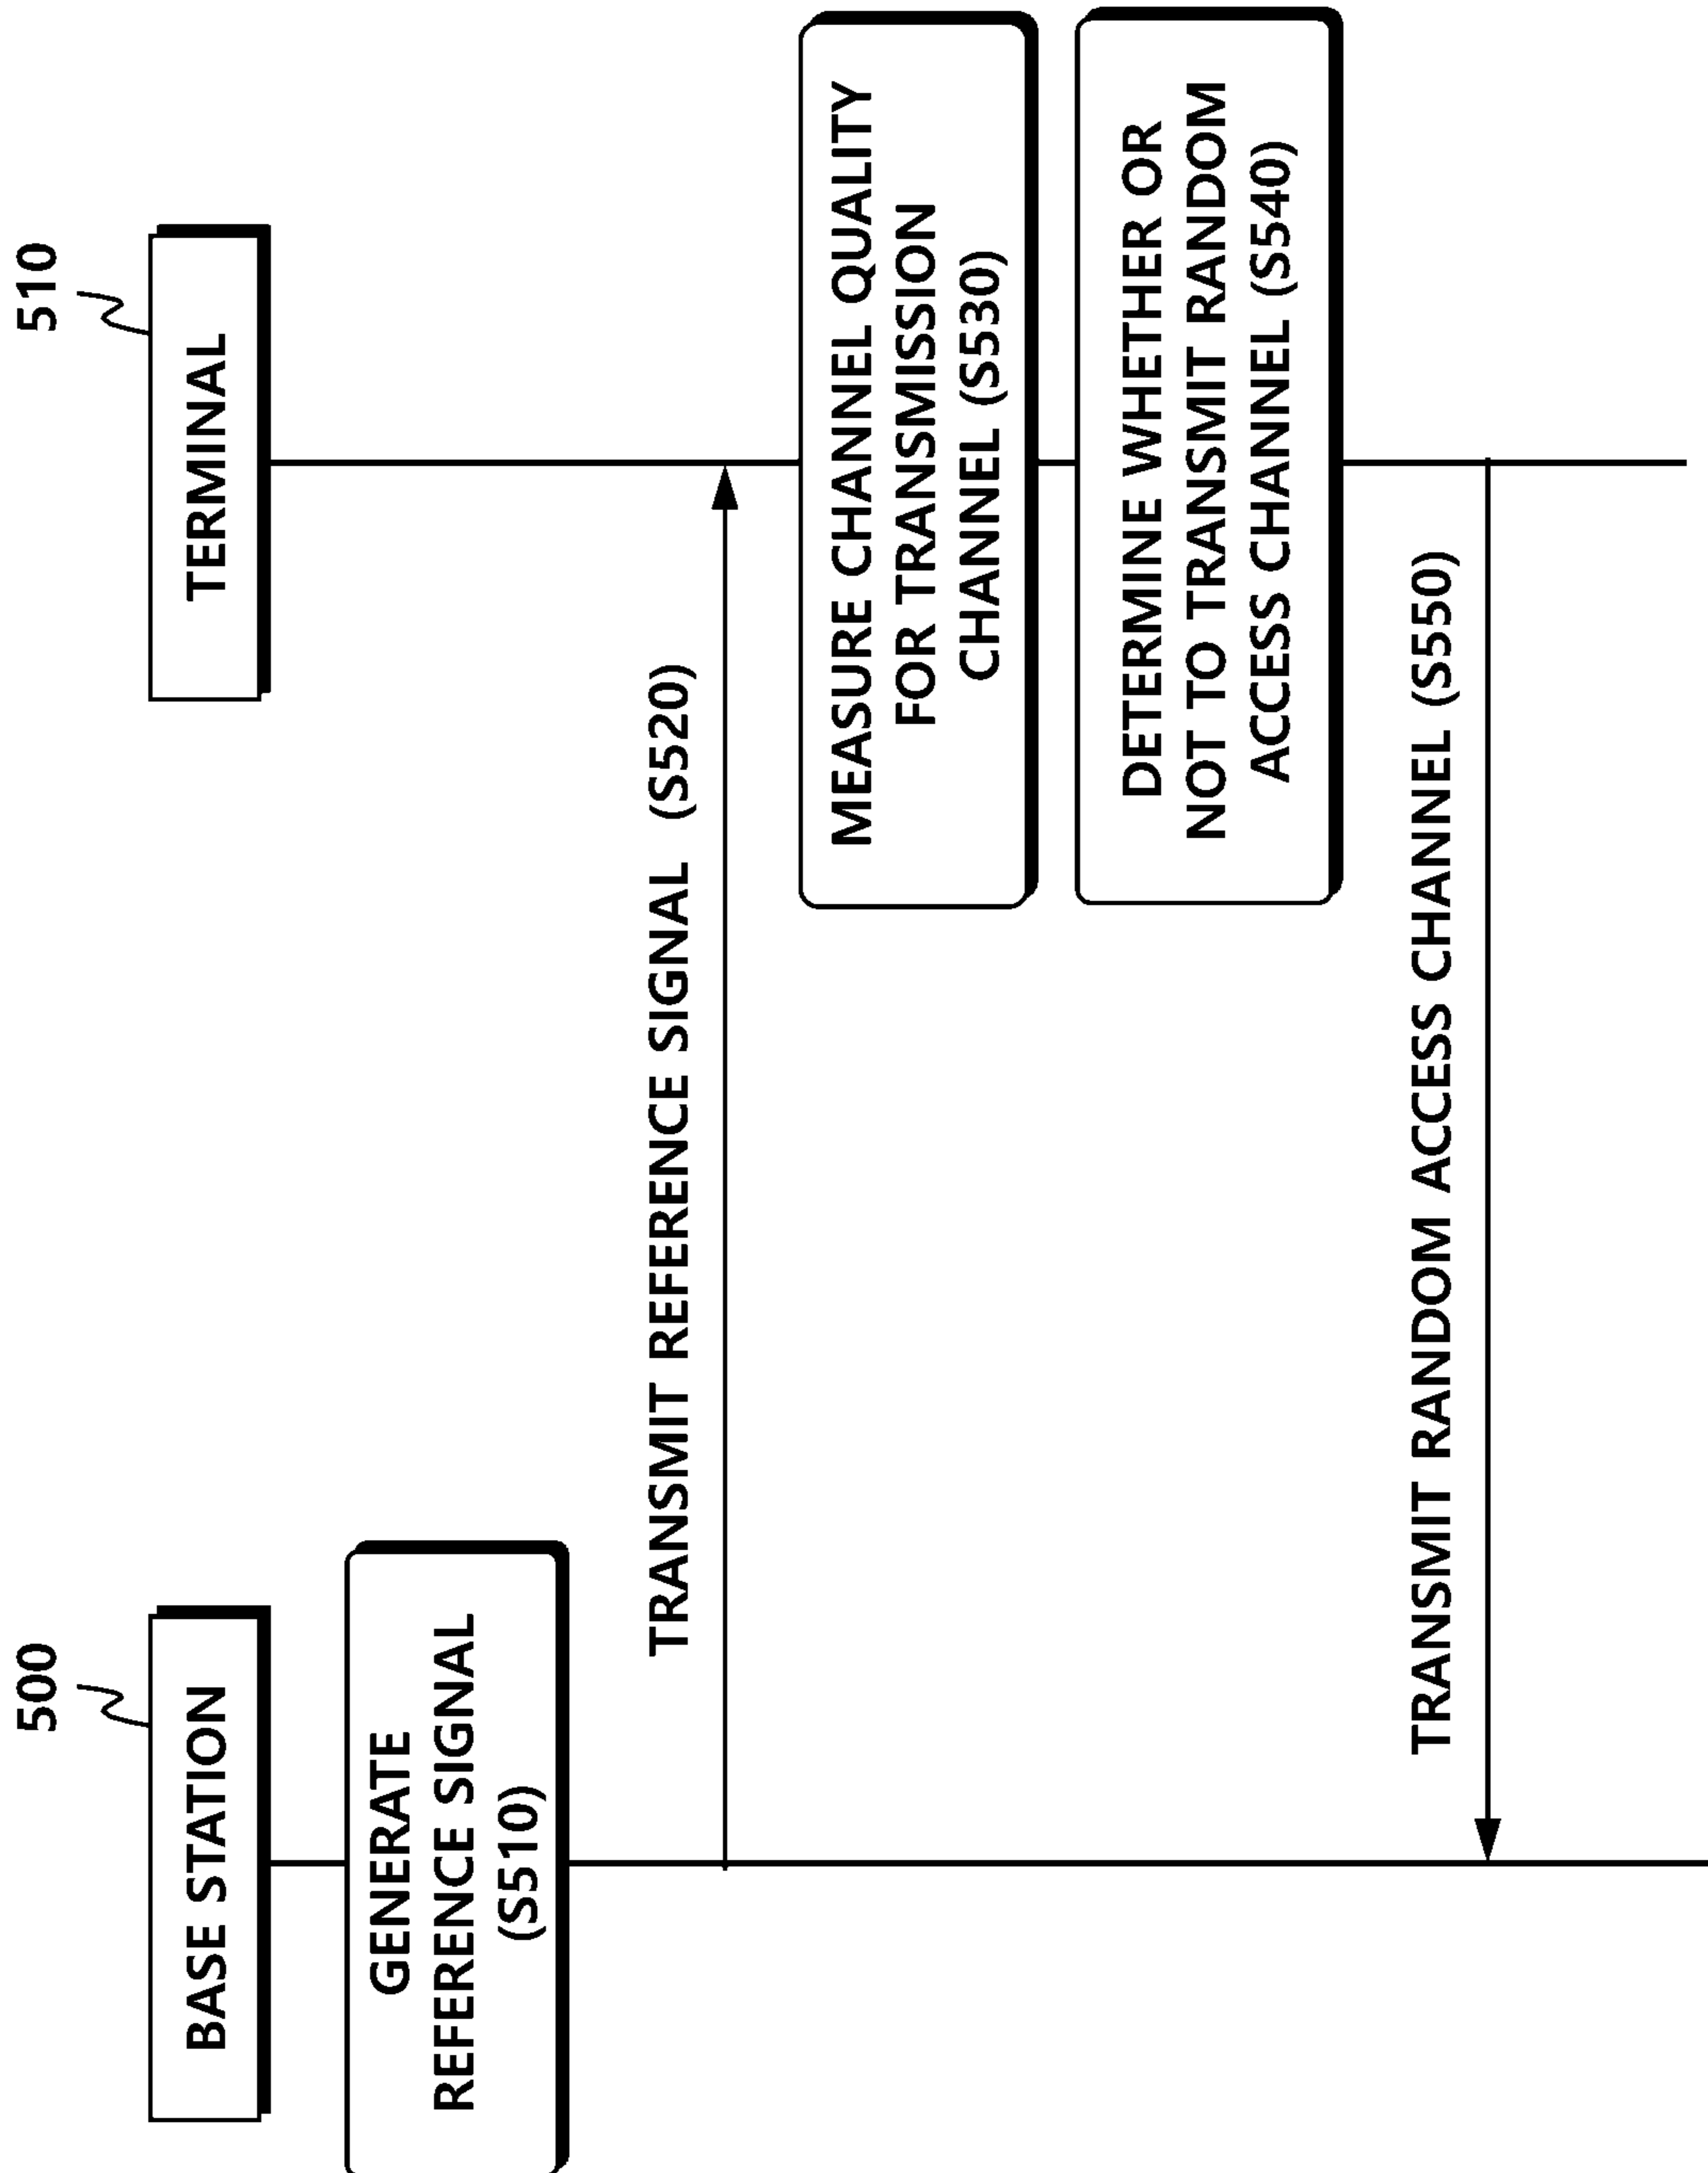 500
510
BASE STATION
TERMINAL
GENERATE
REFERENCE SIGNAL
(S510)
TRANSMIT REFERENCE SIGNAL (S520)
MEASURE CHANNEL QUALITY
FOR TRANSMISSION
CHANNEL (S530)
DETERMINE WHETHER OR
NOT TO TRANSMIT RANDOM
ACCESS CHANNEL (S540)
TRANSMIT RANDOM ACCESS CHANNEL (S550)